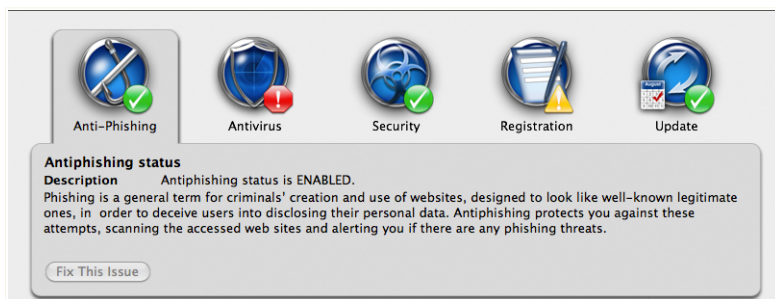 August
Anti-Phishing Antivirus Security Registration Update
Antiphishing status
Description Antiphishing status is ENABLED.
Phishing is a general term for criminals' creation and use of websites, designed to look like well-known legitimate
ones, in order to deceive users into disclosing their personal data. Antiphishing protects you against these
attempts, scanning the accessed web sites and alerting you if there are any phishing threats.
Fix This Issue